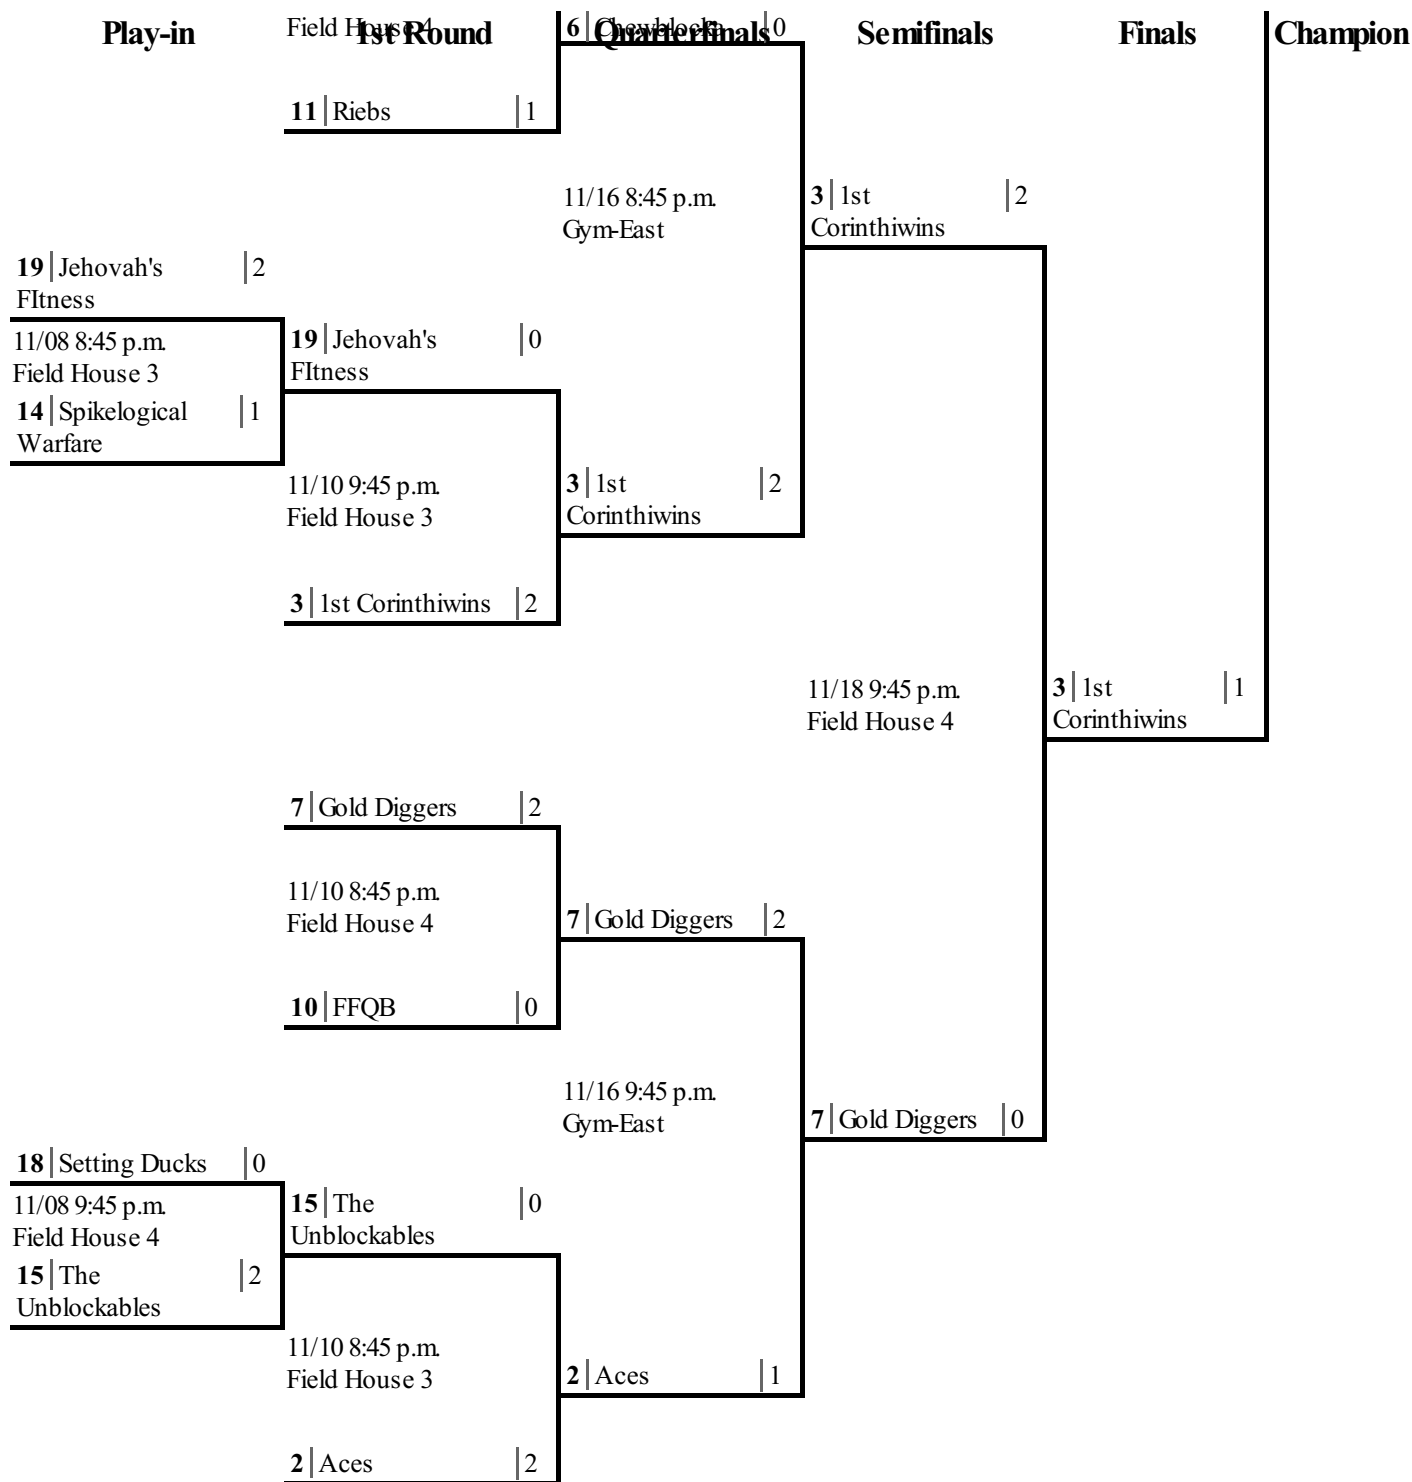 Play-in 1st Round Quarterfinals Semifinals Finals Champion
Field House 4
6 Chewblocka 0
11 Riebs 1
11/16 8:45 p.m.
Gym-East
3 1st 2
Corinthiwins
19 Jehovah's 2
FItness
11/08 8:45 p.m.
Field House 3
14 Spikelogical 1
Warfare
19 Jehovah's 0
FItness
11/10 9:45 p.m.
Field House 3
3 1st 2
Corinthiwins
3 1st Corinthiwins 2
11/18 9:45 p.m.
Field House 4
3 1st 1
Corinthiwins
7 Gold Diggers 2
11/10 8:45 p.m.
Field House 4
7 Gold Diggers 2
10 FFQB 0
11/16 9:45 p.m.
Gym-East
7 Gold Diggers 0
18 Setting Ducks 0
11/08 9:45 p.m.
Field House 4
15 The 2
Unblockables
15 The 0
Unblockables
11/10 8:45 p.m.
Field House 3
2 Aces 1
2 Aces 2